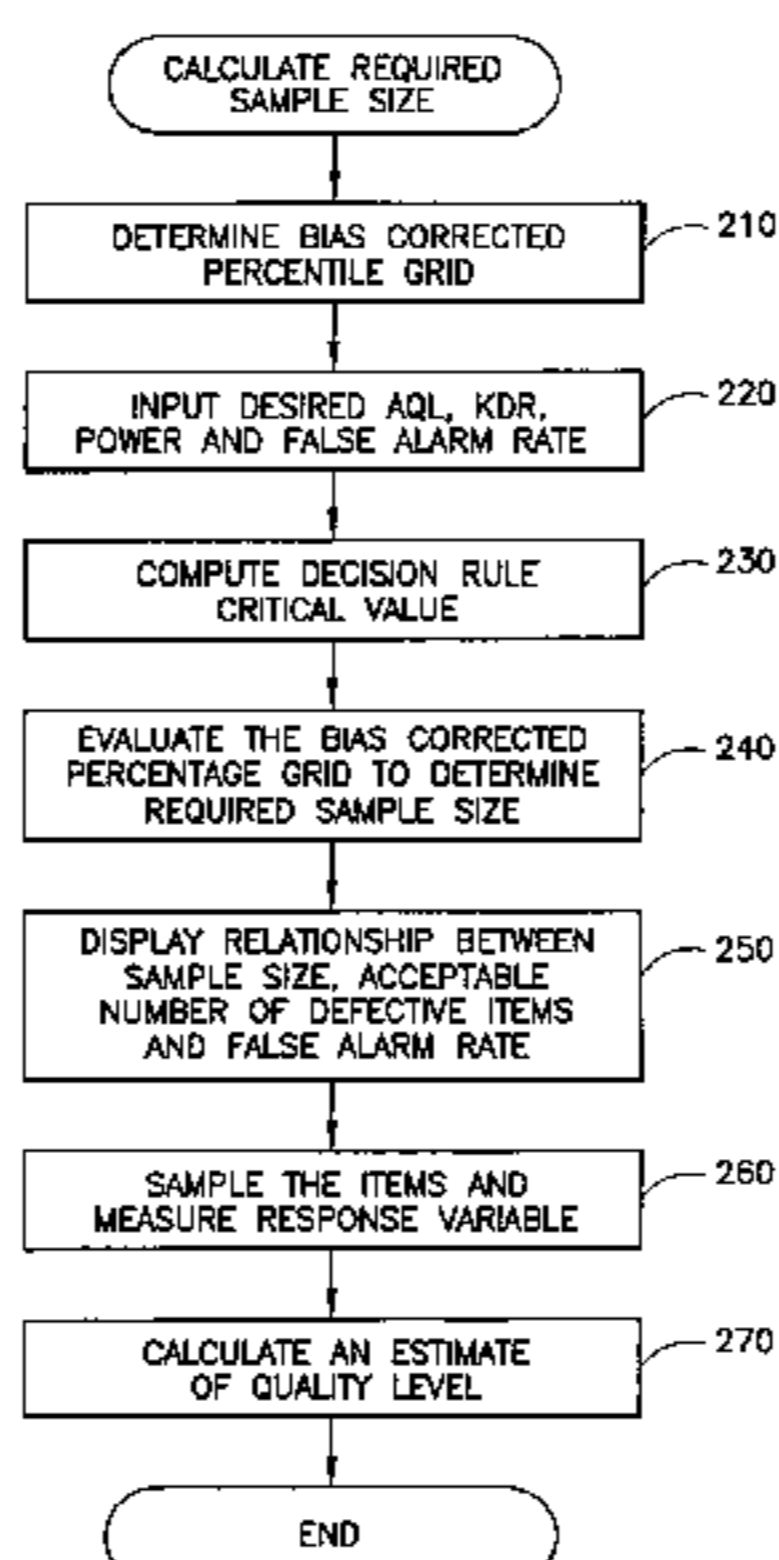 CALCULATE REQUIRED
SAMPLE SIZE
DETERMINE BIAS CORRECTED
PERCENTILE GRID
210
INPUT DESIRED AQL, KDR,
POWER AND FALSE ALARM RATE
220
COMPUTE DECISION RULE
CRITICAL VALUE
230
EVALUATE THE BIAS CORRECTED
PERCENTAGE GRID TO DETERMINE
REQUIRED SAMPLE SIZE
240
DISPLAY RELATIONSHIP BETWEEN
SAMPLE SIZE, ACCEPTABLE
NUMBER OF DEFECTIVE ITEMS
AND FALSE ALARM RATE
250
SAMPLE THE ITEMS AND
MEASURE RESPONSE VARIABLE
260
CALCULATE AN ESTIMATE
OF QUALITY LEVEL
270
END